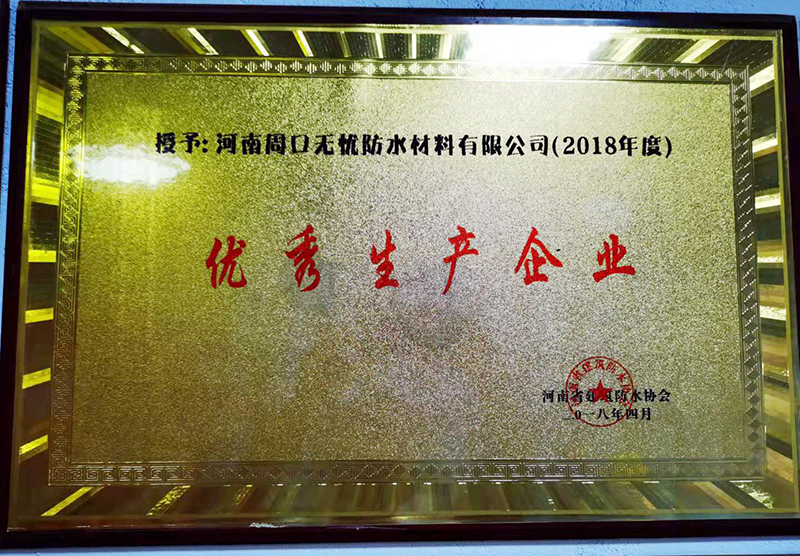 授予:河南周口无忧防水材料有限公司(2018年度)
优秀生产企业
河南省建筑防水协会
二〇一八年四月